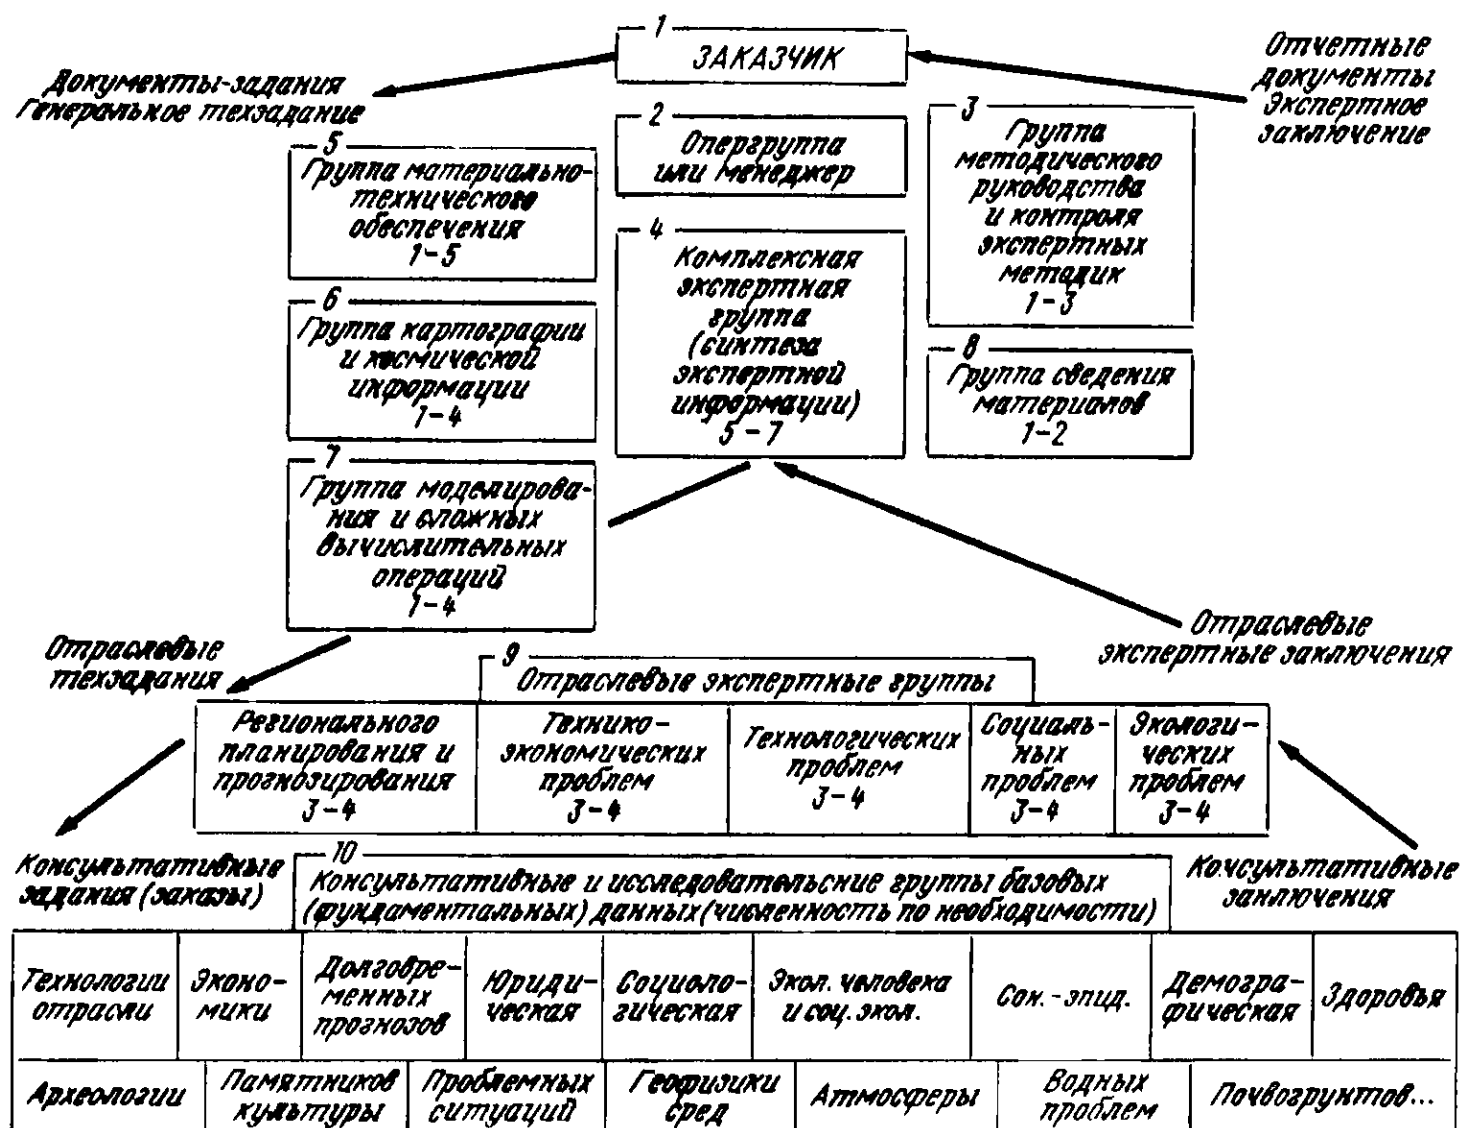 1
ЗАКАЗЧИК
Отчетные
документы
Экспертное
заключение
Документы-задания
Генеральное техзадание
2
Опергруппа
или менеджер
3
Группа
методического
руководства
и контроля
экспертных
методик
1-3
5
Группа материально-
технического
обеспечения
1-5
4
Комплексная
экспертная
группа
(синтеза
экспертной
информации)
5-7
6
Группа картографии
и космической
информации
1-4
8
Группа сведения
материалов
1-2
7
Группа моделирова-
ния и сложных
вычислительных
операций
1-4
Отраслевые
техзадания
Отраслевые
экспертные заключения
9
Отраслевые экспертные группы
Регионального
планирования и
прогнозирования
3-4
Технико-
экономических
проблем
3-4
Технологических
проблем
3-4
Социаль-
ных
проблем
3-4
Экологи-
ческих
проблем
3-4
Консультативные
задания (заказы)
10
Консультативные и исследовательсние группы базовых
(фундаментальных) данных (численность по необходимости)
Кочсультативные
заключения
Технологии
отрасли
Эконо-
мики
Долговре-
менных
прогнозов
Юриди-
ческая
Социоло-
гическая
Экол. человека
и соц. экол.
Сон.-эпид.
Демогра-
фическая
Здоровья
Археологии
Памятников
культуры
Проблемных
ситуаций
Геофизики
сред
Атмосферы
Водных
проблем
Почвогрунтов...